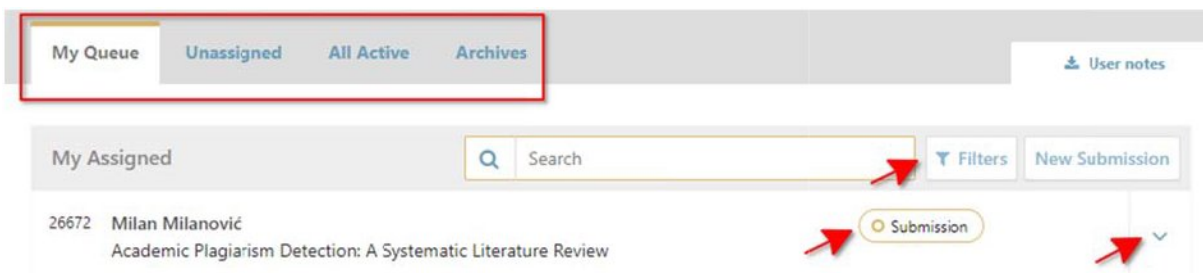 My Queue Unassigned All Active Archives
User notes
My Assigned Search Filters New Submission
26672 Milan Milanović Submission
Academic Plagiarism Detection: A Systematic Literature Review